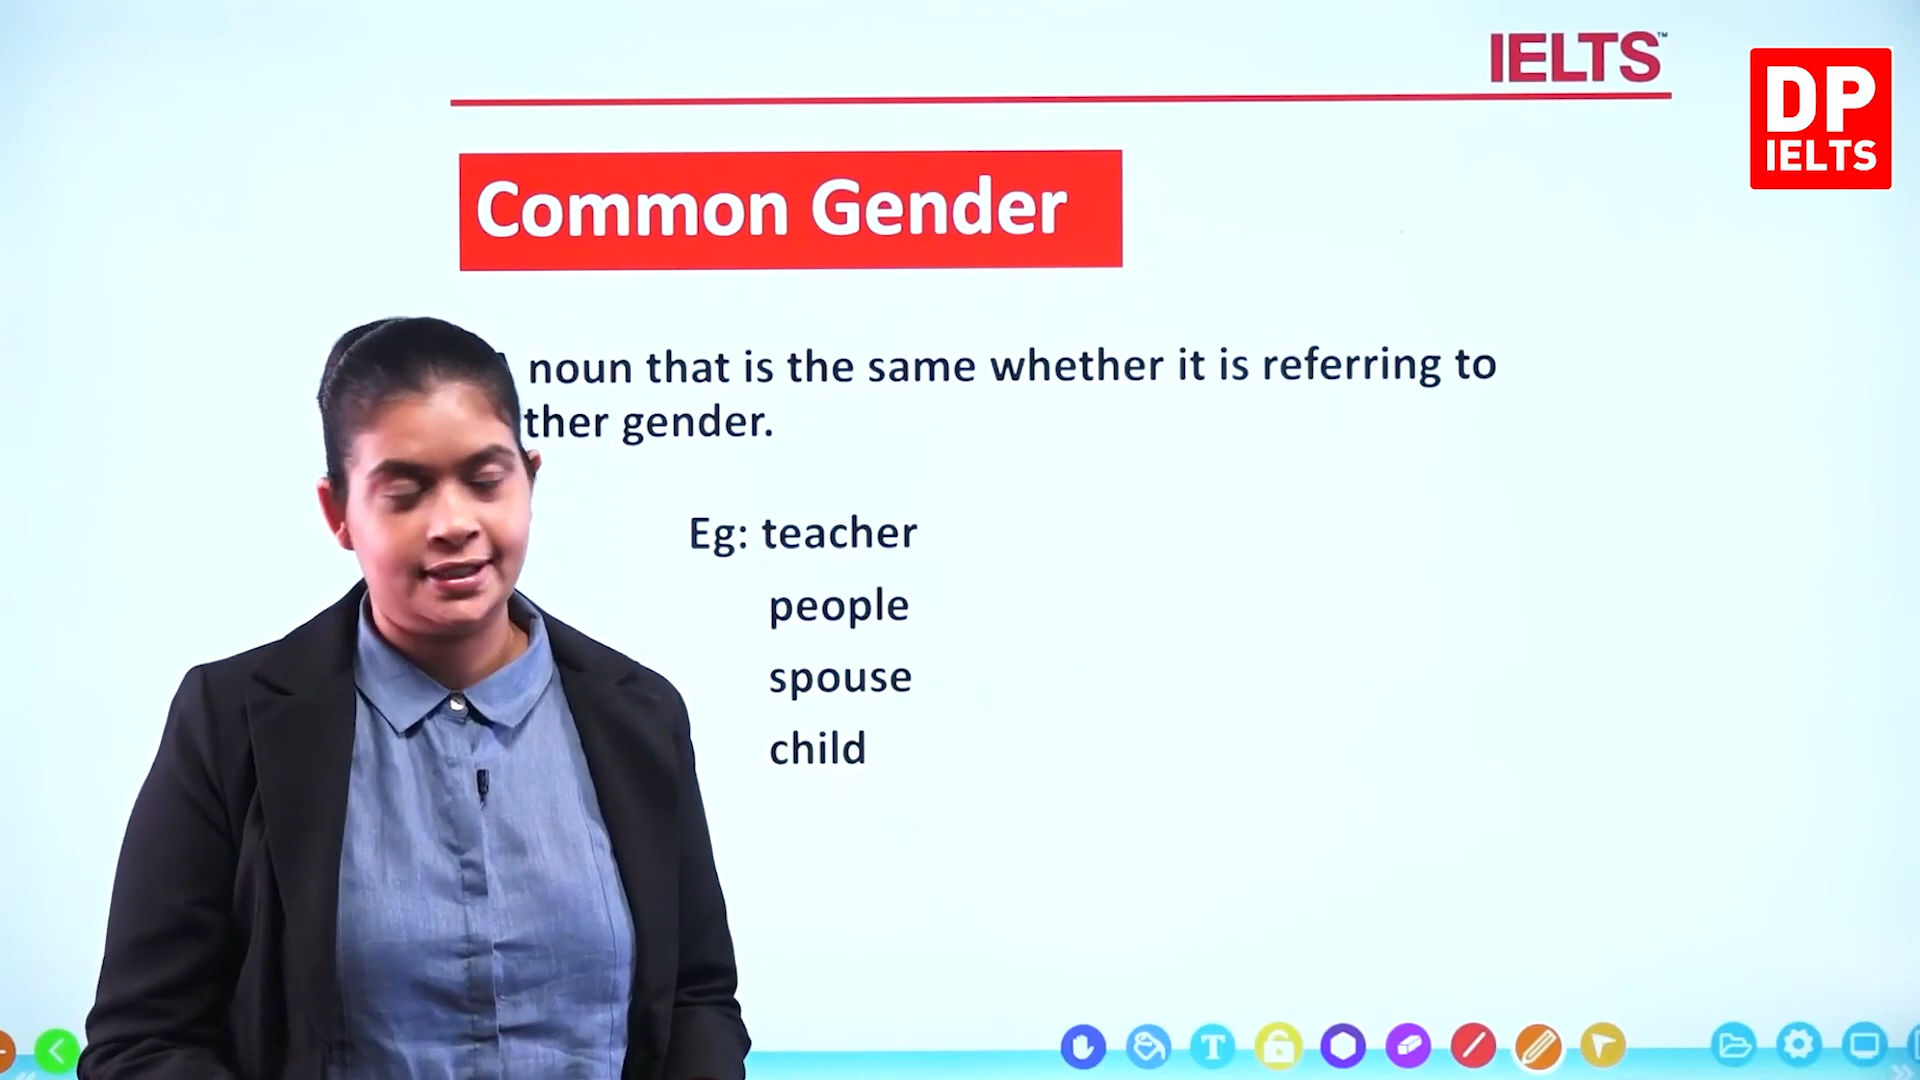 IELTS™
DP
IELTS
Common Gender
noun that is the same whether it is referring to
ther gender.
Eg: teacher
people
spouse
child
T